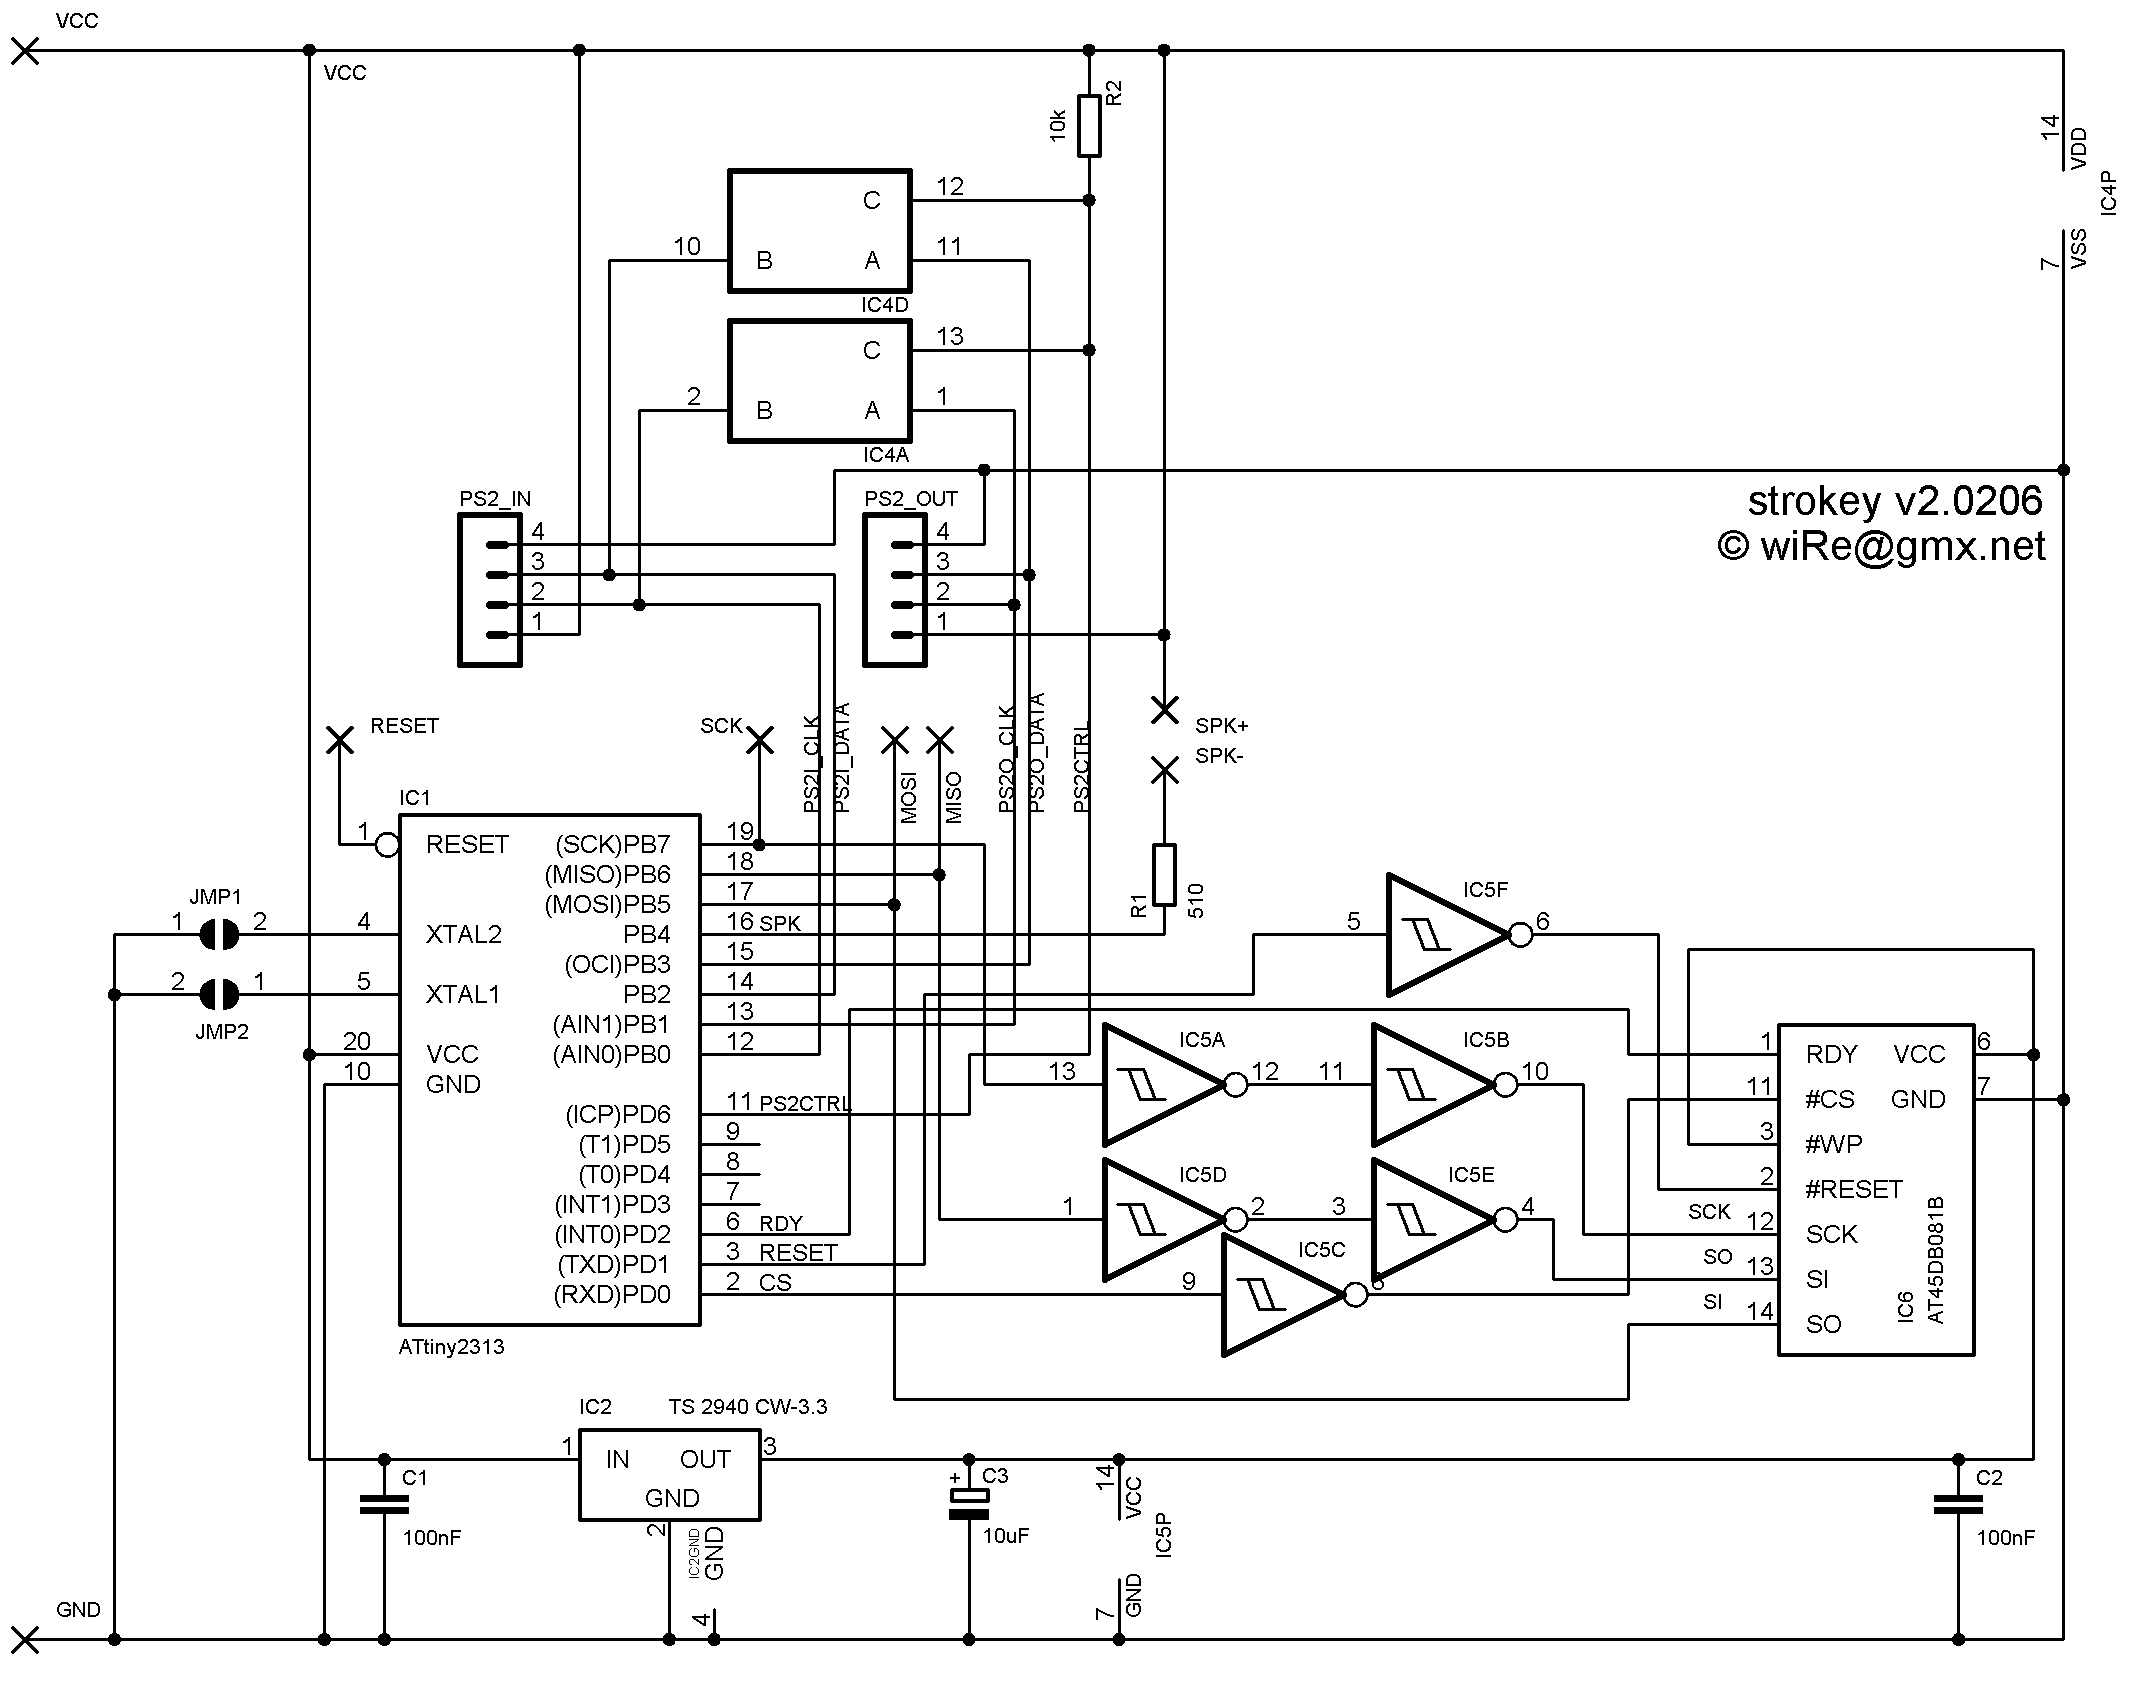 VCC
VCC
R2
10k
14
VDD
IC4P
VSS
7
C 12
10 B A 11
IC4D
C 13
2 B A 1
IC4A
PS2_IN
4
3
2
1
PS2_OUT
4
3
2
1
strokey v2.0206
© wiRe@gmx.net
RESET
SCK
PS2I_CLK
PS2I_DATA
MOSI
MISO
PS2O_CLK
PS2O_DATA
PS2CTRL
SPK+
SPK-
R1
510
IC1
1 RESET
JMP1
1 2 4 XTAL2
2 1 5 XTAL1
JMP2
20 VCC
10 GND
(SCK)PB7 19
(MISO)PB6 18
(MOSI)PB5 17
PB4 16 SPK
(OCI)PB3 15
PB2 14
(AIN1)PB1 13
(AIN0)PB0 12
(ICP)PD6 11 PS2CTRL
(T1)PD5 9
(T0)PD4 8
(INT1)PD3 7
(INT0)PD2 6 RDY
(TXD)PD1 3 RESET
(RXD)PD0 2 CS
ATtiny2313
IC5F
5 6
IC5A
13 12
IC5B
11 10
IC5D
1 2
IC5E
3 4
IC5C
9 8
1 RDY VCC 6
11 #CS GND 7
3 #WP
2 #RESET
SCK 12 SCK
SO 13 SI
SI 14 SO
IC6
AT45DB081B
IC2 TS 2940 CW-3.3
1 IN OUT 3
GND
2
IC2GND
GND
4
C1
100nF
+ C3
10uF
14
VCC
IC5P
GND
7
C2
100nF
GND